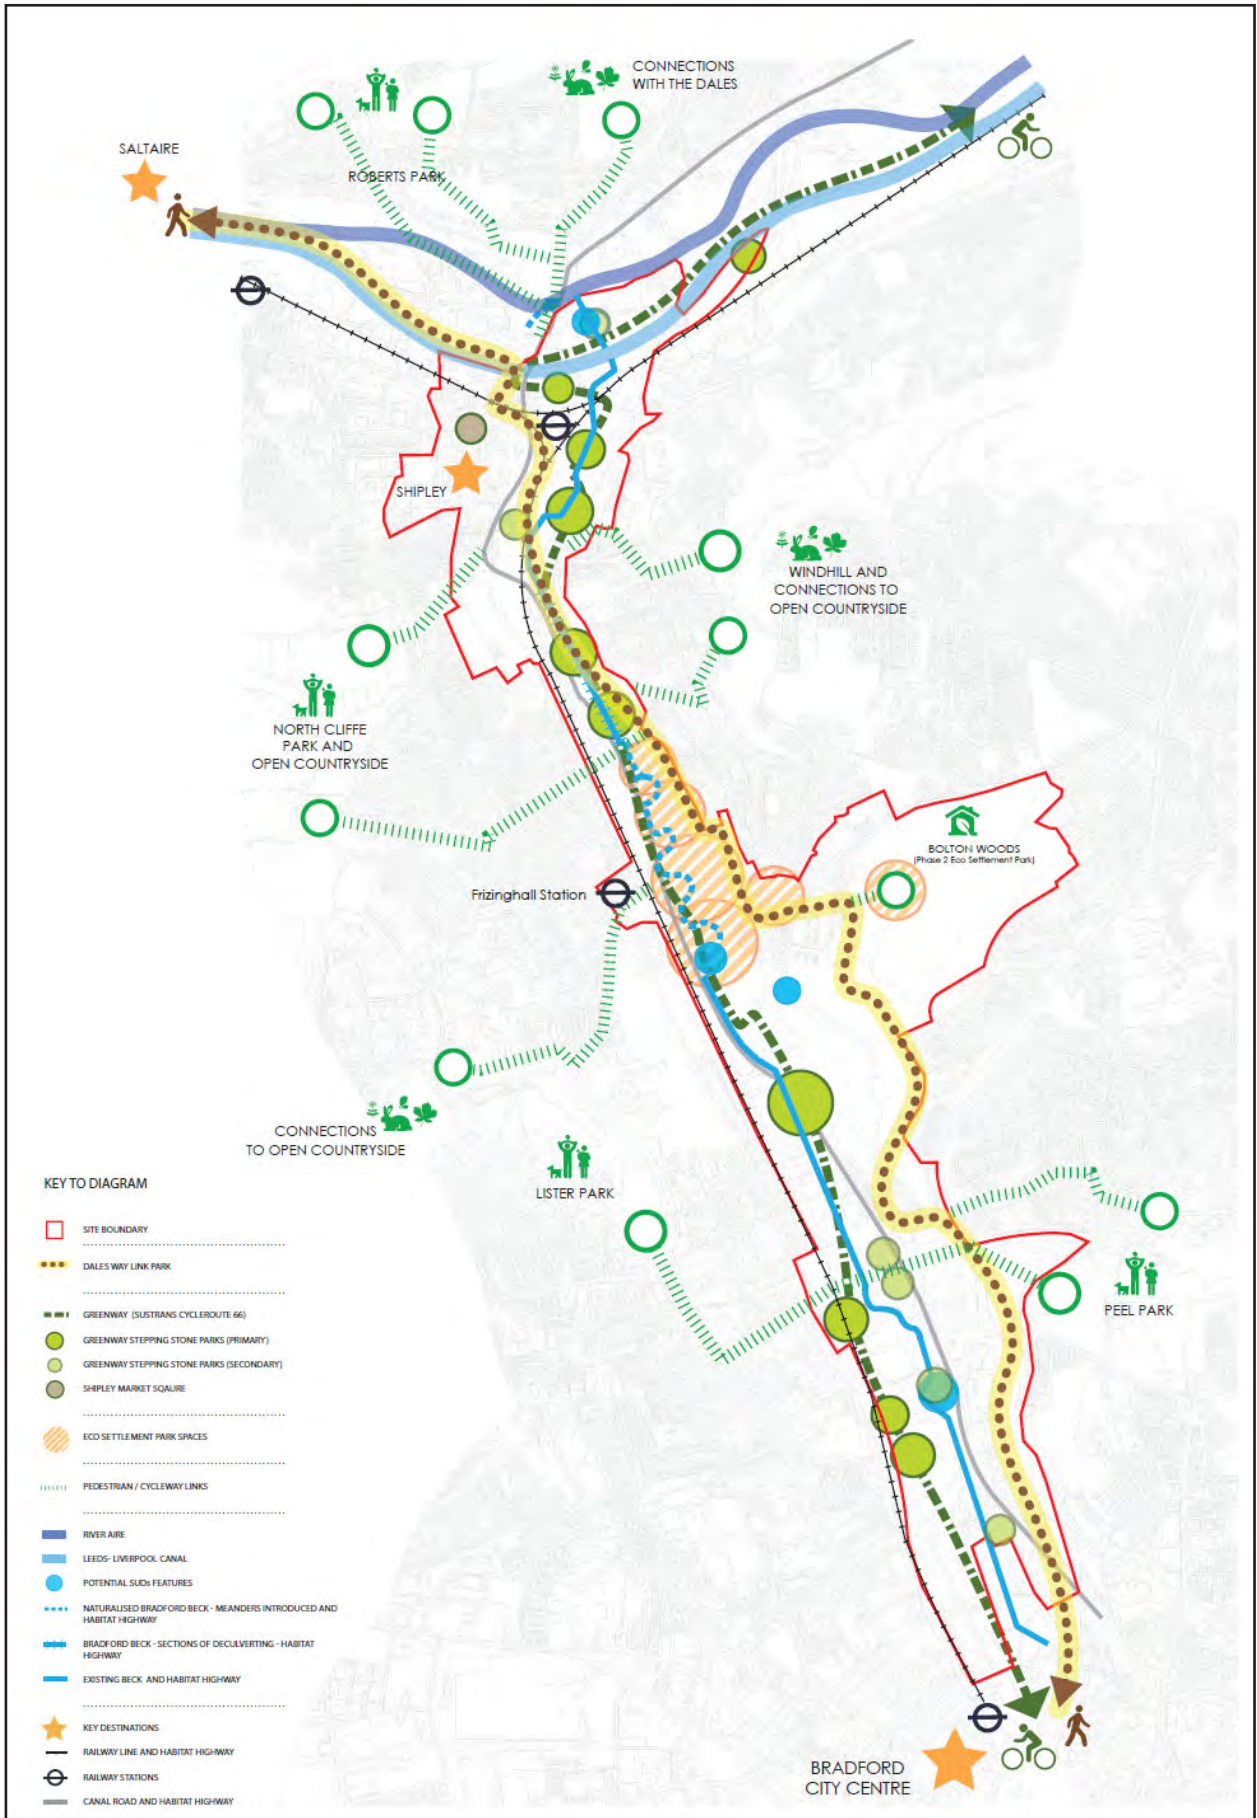 CONNECTIONS
WITH THE DALES
SALTAIRE
ROBERTS PARK
SHIPLEY
WINDHILL AND
CONNECTIONS TO
OPEN COUNTRYSIDE
NORTH CLIFFE
PARK AND
OPEN COUNTRYSIDE
BOLTON WOODS
(Phase 2 Eco Settlement Park)
Frizinghall Station
CONNECTIONS
TO OPEN COUNTRYSIDE
LISTER PARK
PEEL PARK
BRADFORD
CITY CENTRE
KEY TO DIAGRAM
SITE BOUNDARY
DALES WAY LINK PARK
GREENWAY (SUSTRANS CYCLEROUTE 66)
GREENWAY STEPPING STONE PARKS (PRIMARY)
GREENWAY STEPPING STONE PARKS (SECONDARY)
SHIPLEY MARKET SQAURE
ECO SETTLEMENT PARK SPACES
PEDESTRIAN / CYCLEWAY LINKS
RIVER AIRE
LEEDS- LIVERPOOL CANAL
POTENTIAL SUDs FEATURES
NATURALISED BRADFORD BECK - MEANDERS INTRODUCED AND
HABITAT HIGHWAY
BRADFORD BECK - SECTIONS OF DECULVERTING - HABITAT
HIGHWAY
EXISTING BECK AND HABITAT HIGHWAY
KEY DESTINATIONS
RAILWAY LINE AND HABITAT HIGHWAY
RAILWAY STATIONS
CANAL ROAD AND HABITAT HIGHWAY